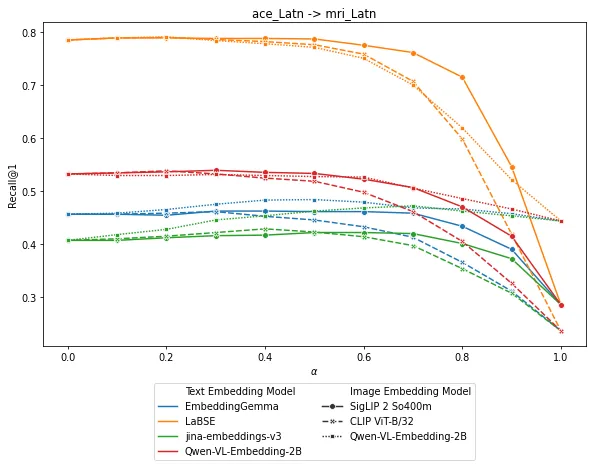 ace_Latn -> mri_Latn
Recall@1
0.8
0.7
0.6
0.5
0.4
0.3
0.0 0.2 0.4 0.6 0.8 1.0
α
Text Embedding Model Image Embedding Model
EmbeddingGemma SigLIP 2 So400m
LaBSE CLIP ViT-B/32
jina-embeddings-v3 Qwen-VL-Embedding-2B
Qwen-VL-Embedding-2B